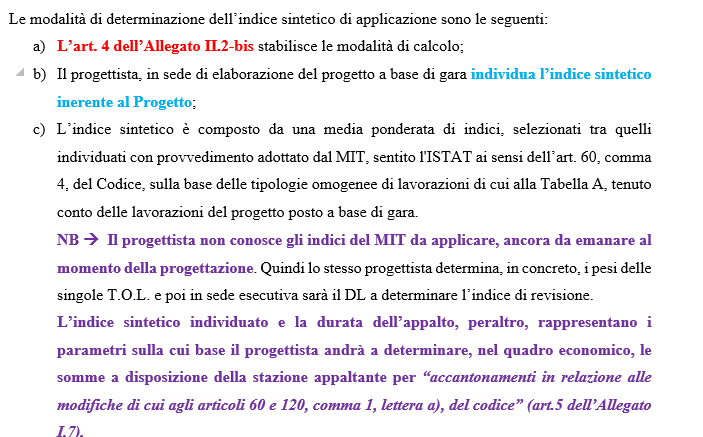 Le modalità di determinazione dell'indice sintetico di applicazione sono le seguenti:
a) L'art. 4 dell'Allegato II.2-bis stabilisce le modalità di calcolo;
b) Il progettista, in sede di elaborazione del progetto a base di gara individua l'indice sintetico
inerente al Progetto;
c) L'indice sintetico è composto da una media ponderata di indici, selezionati tra quelli
individuati con provvedimento adottato dal MIT, sentito l'ISTAT ai sensi dell'art. 60, comma
4, del Codice, sulla base delle tipologie omogenee di lavorazioni di cui alla Tabella A, tenuto
conto delle lavorazioni del progetto posto a base di gara.
NB → Il progettista non conosce gli indici del MIT da applicare, ancora da emanare al
momento della progettazione. Quindi lo stesso progettista determina, in concreto, i pesi delle
singole T.O.L. e poi in sede esecutiva sarà il DL a determinare l'indice di revisione.
L'indice sintetico individuato e la durata dell'appalto, peraltro, rappresentano i
parametri sulla cui base il progettista andrà a determinare, nel quadro economico, le
somme a disposizione della stazione appaltante per “accantonamenti in relazione alle
modifiche di cui agli articoli 60 e 120, comma 1, lettera a), del codice” (art.5 dell'Allegato
I.7).